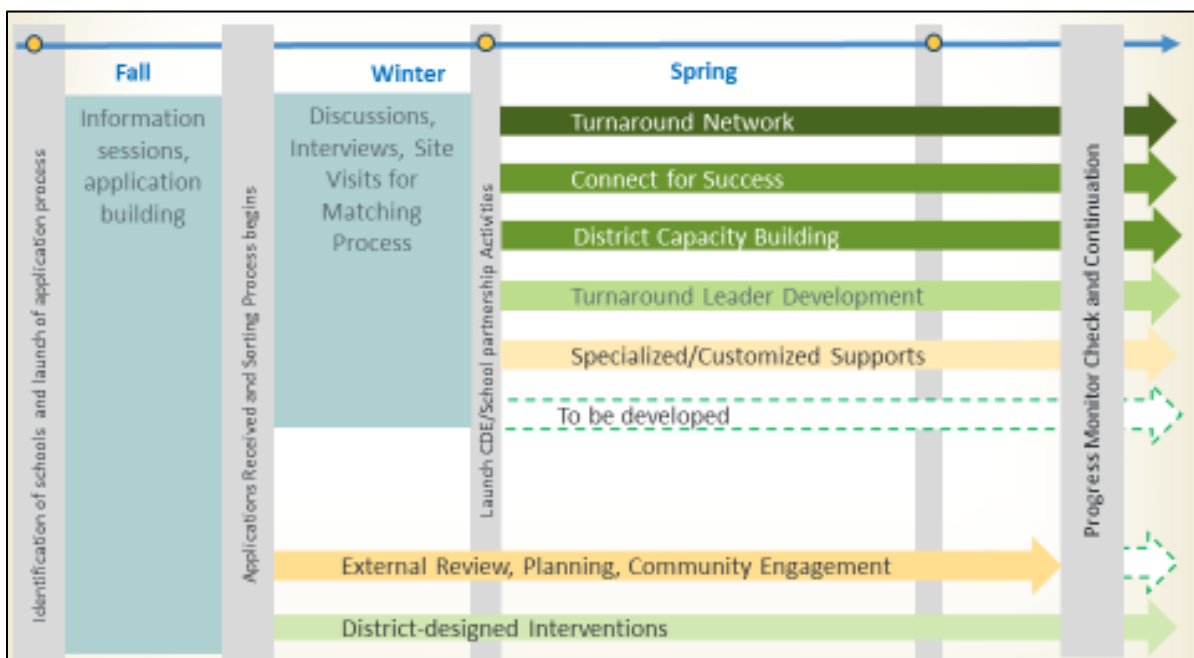 Fall
Winter
Spring
Identification of schools and launch of application process
Information
sessions,
application
building
Applications Received and Sorting Process begins
Discussions,
Interviews, Site
Visits for
Matching
Process
Launch CDE/School partnership Activities
Turnaround Network
Connect for Success
District Capacity Building
Turnaround Leader Development
Specialized/Customized Supports
To be developed
External Review, Planning, Community Engagement
District-designed Interventions
Progress Monitor Check and Continuation